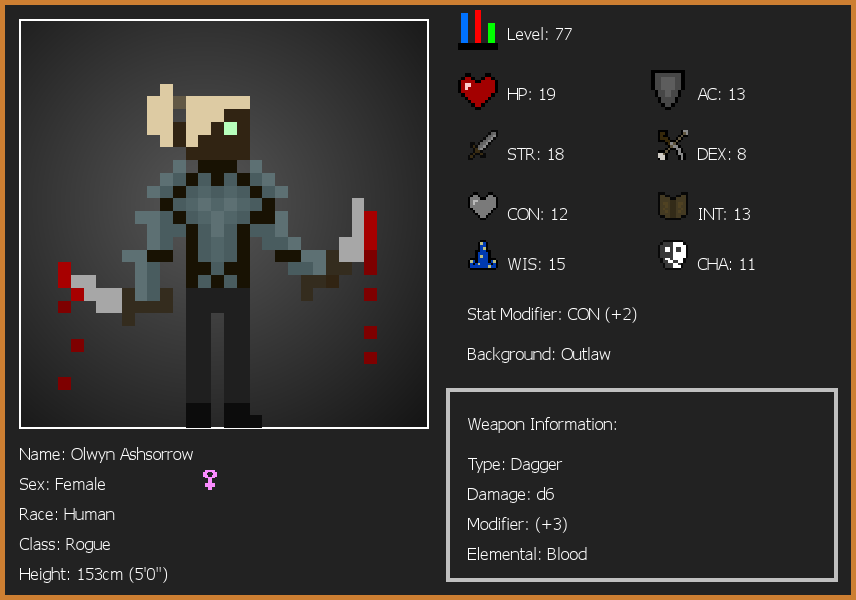 Level: 77
HP: 19
AC: 13
STR: 18
DEX: 8
CON: 12
INT: 13
WIS: 15
CHA: 11
Stat Modifier: CON (+2)
Background: Outlaw
Weapon Information:
Type: Dagger
Damage: d6
Modifier: (+3)
Elemental: Blood
Name: Olwyn Ashsorrow
Sex: Female
Race: Human
Class: Rogue
Height: 153cm (5'0")